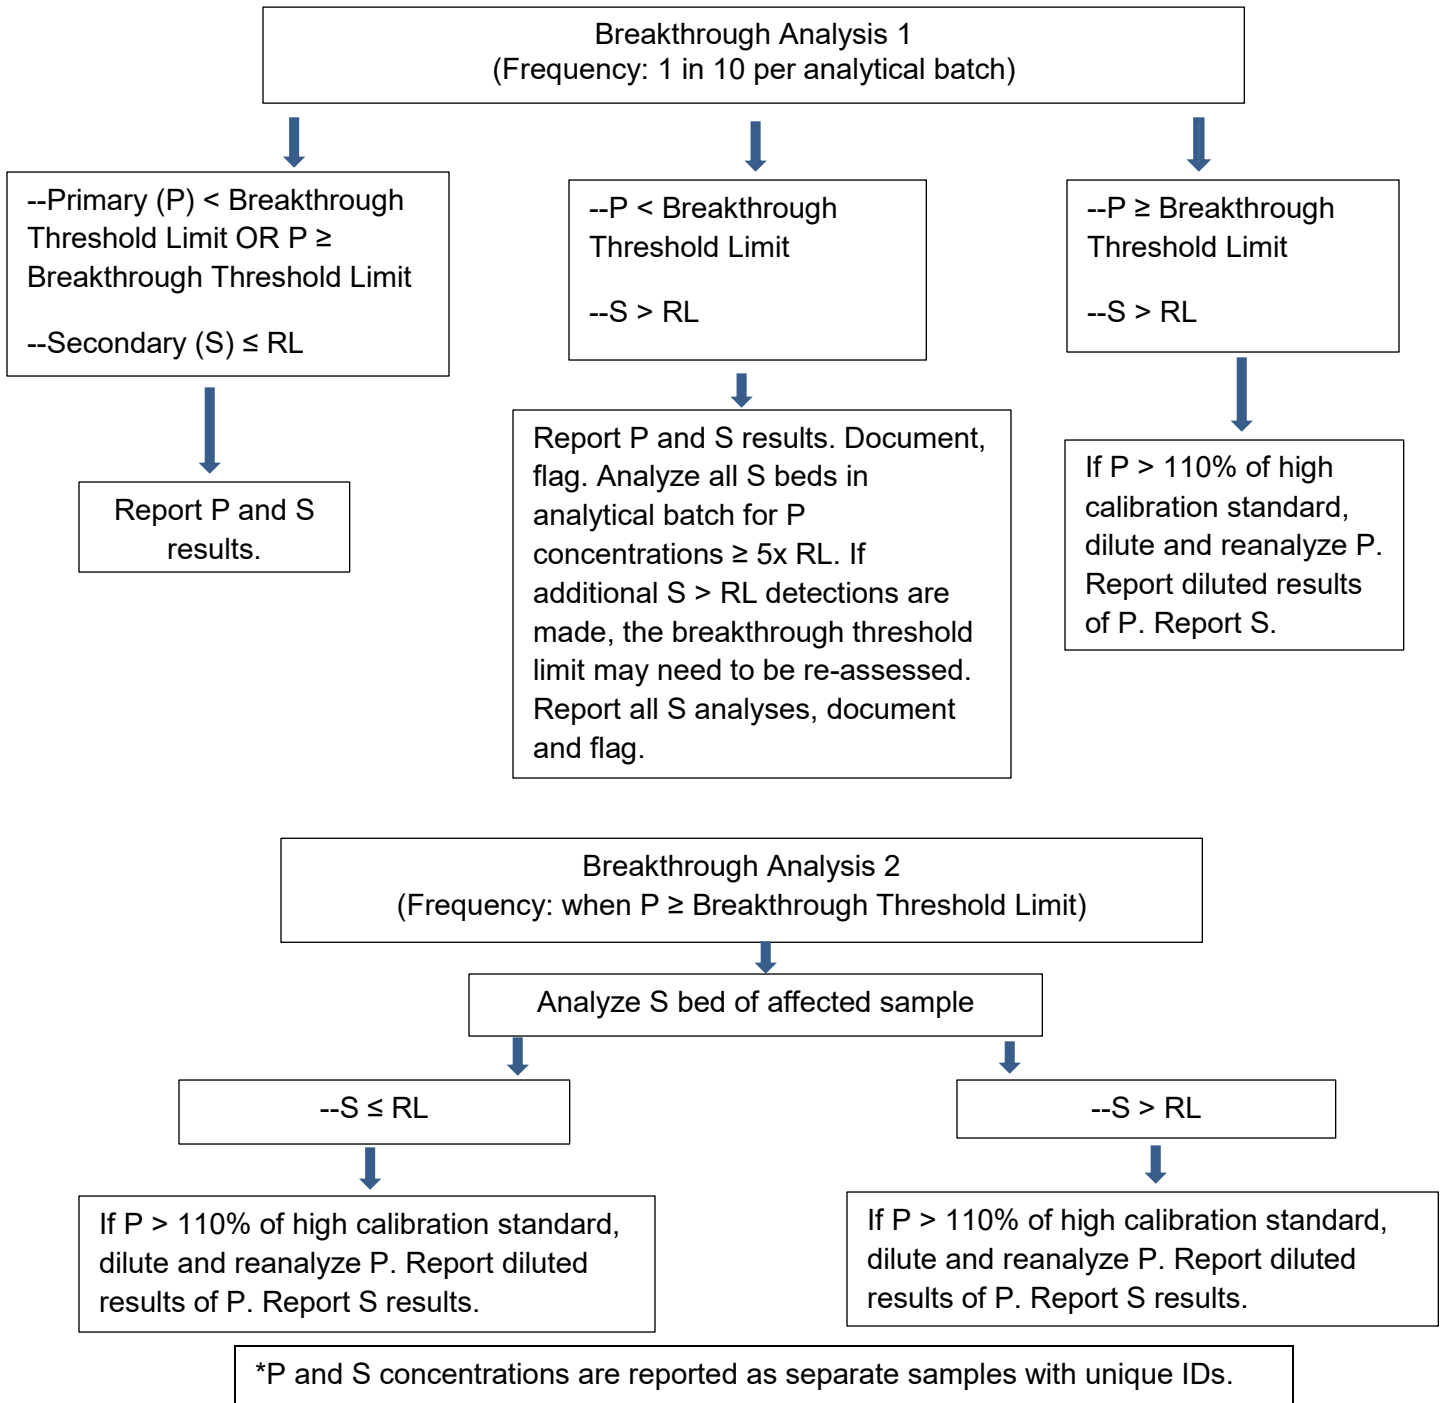 Breakthrough Analysis 1
(Frequency: 1 in 10 per analytical batch)
--Primary (P) < Breakthrough
Threshold Limit OR P ≥
Breakthrough Threshold Limit
--Secondary (S) ≤ RL
--P < Breakthrough
Threshold Limit
--S > RL
--P ≥ Breakthrough
Threshold Limit
--S > RL
Report P and S
results.
Report P and S results. Document,
flag. Analyze all S beds in
analytical batch for P
concentrations ≥ 5x RL. If
additional S > RL detections are
made, the breakthrough threshold
limit may need to be re-assessed.
Report all S analyses, document
and flag.
If P > 110% of high
calibration standard,
dilute and reanalyze P.
Report diluted results
of P. Report S.
Breakthrough Analysis 2
(Frequency: when P ≥ Breakthrough Threshold Limit)
Analyze S bed of affected sample
--S ≤ RL
--S > RL
If P > 110% of high calibration standard,
dilute and reanalyze P. Report diluted
results of P. Report S results.
If P > 110% of high calibration standard,
dilute and reanalyze P. Report diluted
results of P. Report S results.
*P and S concentrations are reported as separate samples with unique IDs.